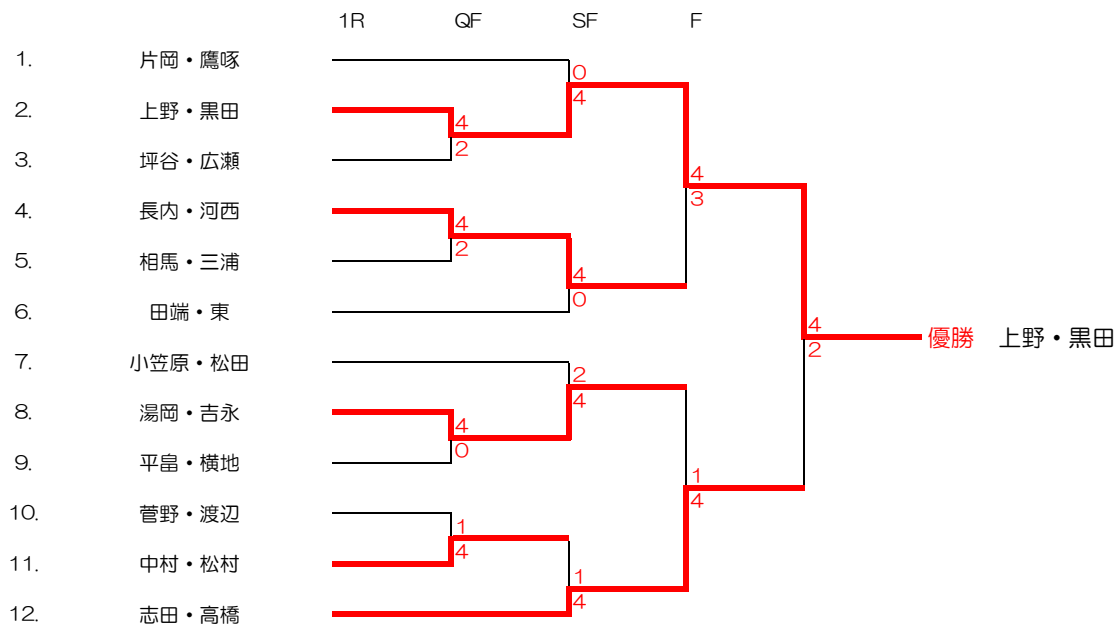 1R QF SF F
1. 片岡・鷹啄
0
2. 上野・黒田
4
4
2
3. 坪谷・広瀬
4
3
4. 長内・河西
4
2
5. 相馬・三浦
4
0
6. 田端・東
4
優勝 上野・黒田
2
7. 小笠原・松田
2
4
8. 湯岡・吉永
4
0
9. 平畠・横地
1
4
10. 菅野・渡辺
1
4
11. 中村・松村
1
4
12. 志田・高橋